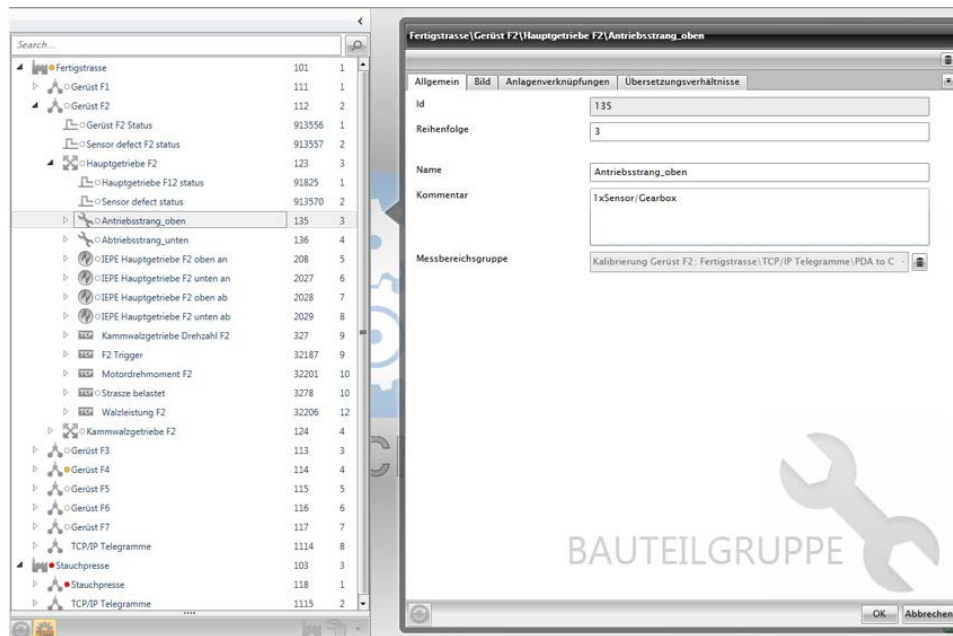 Search...
Fertigstrasse 101 1
Gerüst F1 111 1
Gerüst F2 112 2
Gerüst F2 Status 913556 1
Sensor defect F2 status 913557 2
Hauptgetriebe F2 123 3
Hauptgetriebe F12 status 91825 1
Sensor defect status 913570 2
Antriebsstrang_oben 135 3
Abtriebsstrang_unten 136 4
IEPE Hauptgetriebe F2 oben an 208 5
IEPE Hauptgetriebe F2 unten an 2027 6
IEPE Hauptgetriebe F2 oben ab 2028 7
IEPE Hauptgetriebe F2 unten ab 2029 8
TCP Kammwalzgetriebe Drehzahl F2 327 9
TCP F2 Trigger 32187 9
TCP Motordrehmoment F2 32201 10
TCP Strasze belastet 3278 10
TCP Walzleistung F2 32206 12
Kammwalzgetriebe F2 124 4
Gerüst F3 113 3
Gerüst F4 114 4
Gerüst F5 115 5
Gerüst F6 116 6
Gerüst F7 117 7
TCP/IP Telegramme 1114 8
Stauchpresse 103 3
Stauchpresse 118 1
TCP/IP Telegramme 1115 2
Fertigstrasse\Gerüst F2\Hauptgetriebe F2\Antriebsstrang_oben
Allgemein Bild Anlagenverknüpfungen Übersetzungsverhältnisse
Id 135
Reihenfolge 3
Name Antriebsstrang_oben
Kommentar 1xSensor/Gearbox
Messbereichsgruppe Kalibrierung Gerüst F2: Fertigstrasse\TCP/IP Telegramme\PDA to C
BAUTEILGRUPPE
OK Abbrechen